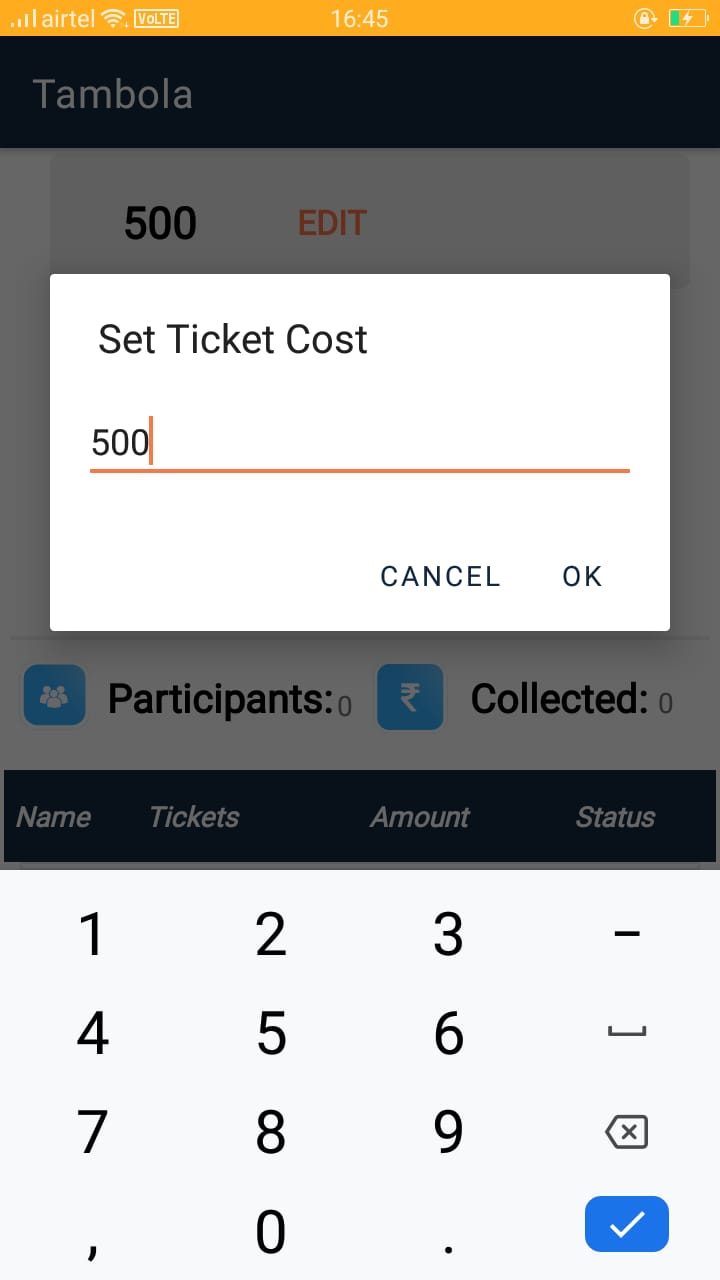 airtel VoLTE 16:45
Tambola
500 EDIT
Set Ticket Cost
500
CANCEL OK
Participants: 0 ₹ Collected: 0
Name Tickets Amount Status
1 2 3 –
4 5 6
7 8 9
, 0 .